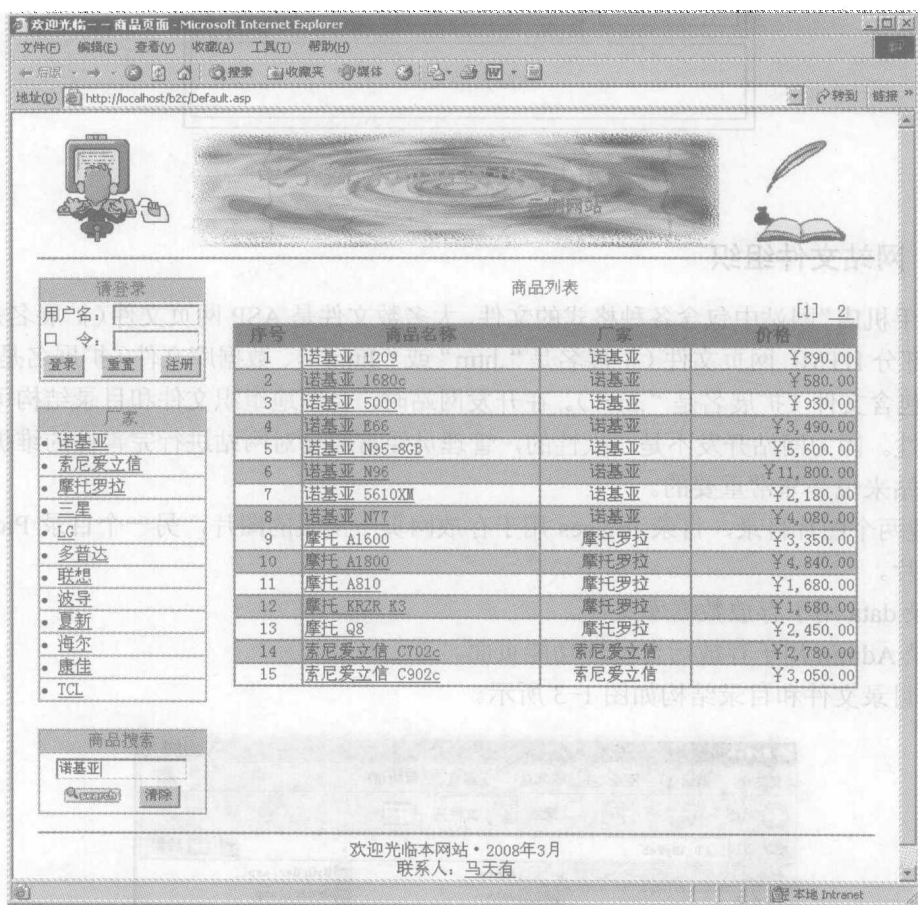 欢迎光临——商品页面 - Microsoft Internet Explorer
文件(F) 编辑(E) 查看(V) 收藏(A) 工具(T) 帮助(H)
后退 搜索 收藏夹 媒体
地址(D) http://localhost/b2c/Default.asp 转到 链接 »
示例网站
请登录
用户名：
口 令：
登录 重置 注册
厂家
• 诺基亚
• 索尼爱立信
• 摩托罗拉
• 三星
• LG
• 多普达
• 联想
• 波导
• 夏新
• 海尔
• 康佳
• TCL
商品搜索
诺基亚
search 清除
商品列表
[1] 2
序号 商品名称 厂家 价格
1 诺基亚 1209 诺基亚 ￥390.00
2 诺基亚 1680c 诺基亚 ￥580.00
3 诺基亚 5000 诺基亚 ￥930.00
4 诺基亚 E66 诺基亚 ￥3,490.00
5 诺基亚 N95-8GB 诺基亚 ￥5,600.00
6 诺基亚 N96 诺基亚 ￥11,800.00
7 诺基亚 5610XM 诺基亚 ￥2,180.00
8 诺基亚 N77 诺基亚 ￥4,080.00
9 摩托 A1600 摩托罗拉 ￥3,350.00
10 摩托 A1800 摩托罗拉 ￥4,840.00
11 摩托 A810 摩托罗拉 ￥1,680.00
12 摩托 KRZR K3 摩托罗拉 ￥1,680.00
13 摩托 Q8 摩托罗拉 ￥2,450.00
14 索尼爱立信 C702c 索尼爱立信 ￥2,780.00
15 索尼爱立信 C902c 索尼爱立信 ￥3,050.00
欢迎光临本网站・2008年3月
联系人：马天有
本地 Intranet